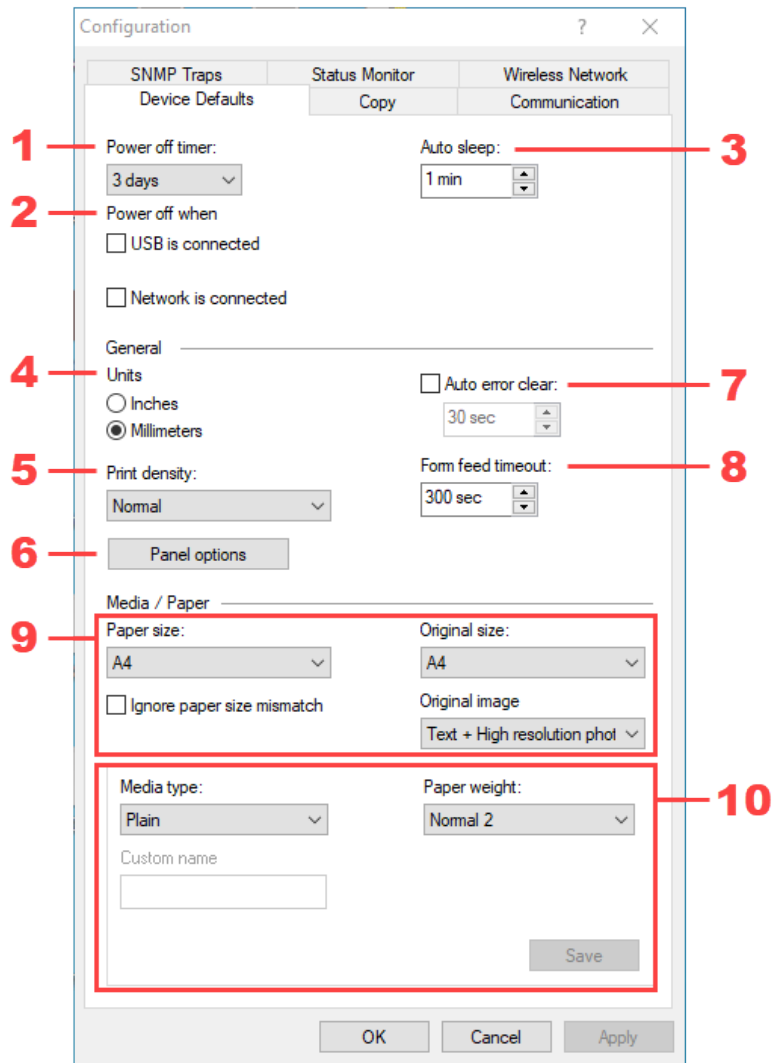 Configuration ?
SNMP Traps Status Monitor Wireless Network
Device Defaults Copy Communication
1 Power off timer: Auto sleep: 3
3 days 1 min
2 Power off when
USB is connected
Network is connected
General
4 Units
Inches Auto error clear: 7
Millimeters 30 sec
5 Print density: Form feed timeout: 8
Normal 300 sec
6 Panel options
Media / Paper
9 Paper size: Original size:
A4 A4
Ignore paper size mismatch Original image
Text + High resolution phot
Media type: Paper weight: 10
Plain Normal 2
Custom name
Save
OK Cancel Apply